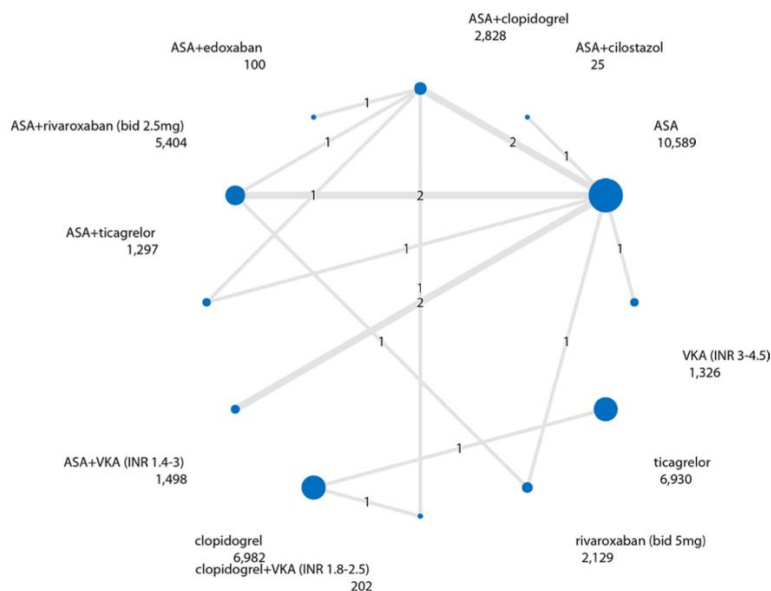 ASA+clopidogrel
2,828
ASA+edoxaban
100
ASA+cilostazol
25
ASA+rivaroxaban (bid 2.5mg)
5,404
ASA
10,589
1
1
2
1
1
2
ASA+ticagrelor
1,297
1
1
1
2
1
1
VKA (INR 3-4.5)
1,326
ASA+VKA (INR 1.4-3)
1,498
1
ticagrelor
6,930
1
clopidogrel
6,982
clopidogrel+VKA (INR 1.8-2.5)
202
rivaroxaban (bid 5mg)
2,129